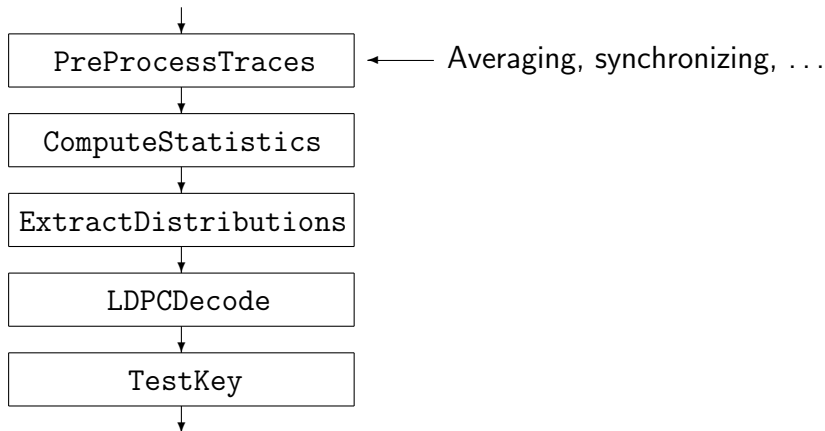 PreProcessTraces
Averaging, synchronizing, ...
ComputeStatistics
ExtractDistributions
LDPCDecode
TestKey